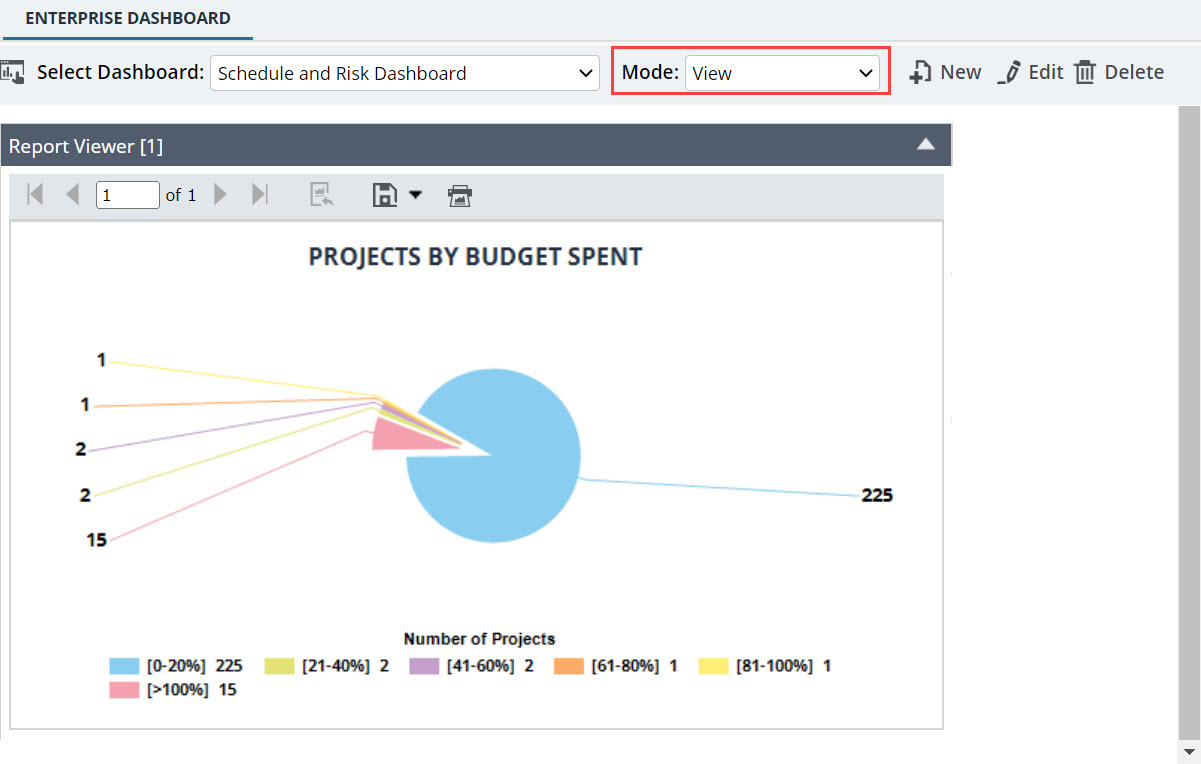 ENTERPRISE DASHBOARD
Select Dashboard: Schedule and Risk Dashboard Mode: View New Edit Delete
Report Viewer [1]
1 of 1
PROJECTS BY BUDGET SPENT
1
1
2
2
15
225
Number of Projects
[0-20%] 225 [21-40%] 2 [41-60%] 2 [61-80%] 1 [81-100%] 1
[>100%] 15